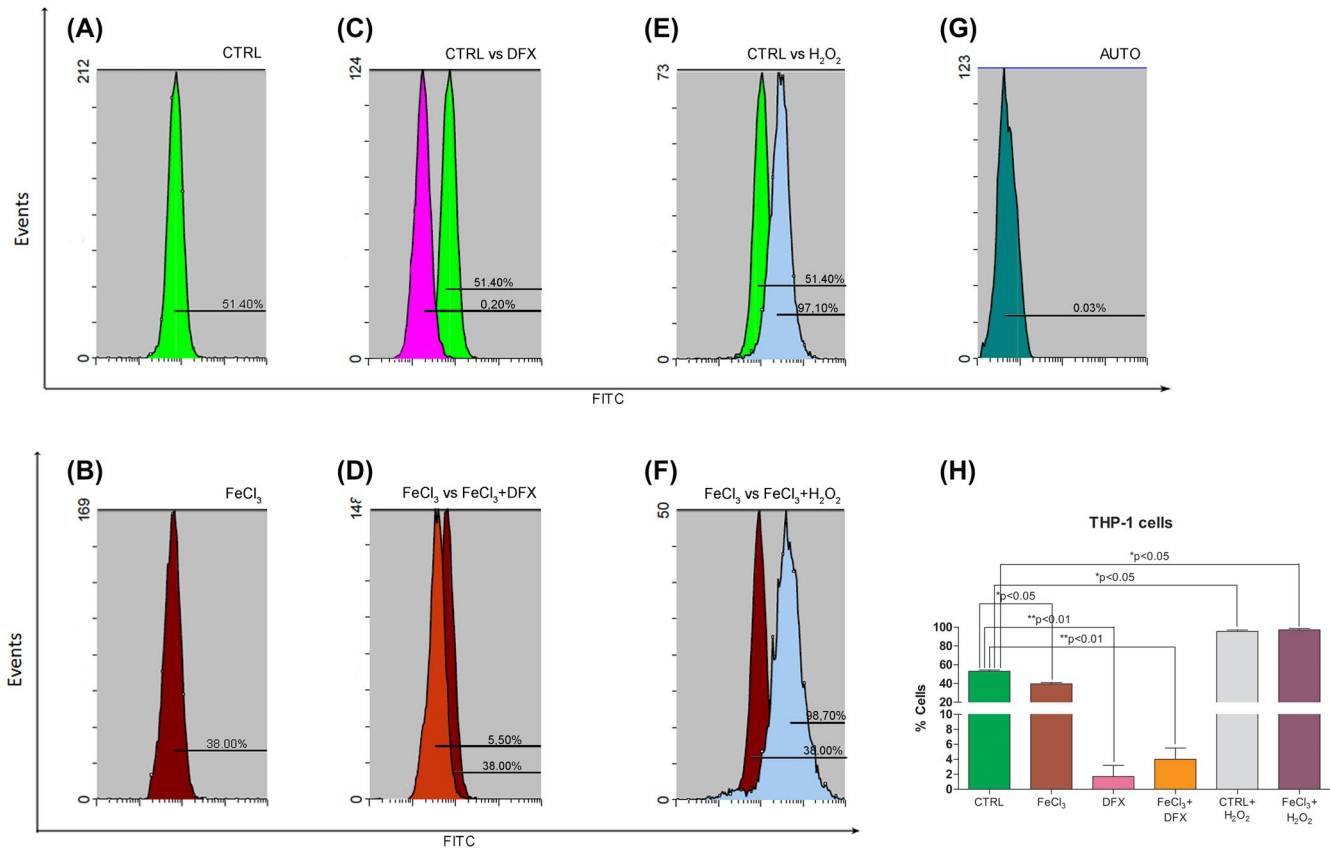 (A)
CTRL
212
51.40%
0
(C)
CTRL vs DFX
124
51.40%
0,20%
0
(E)
CTRL vs H₂O₂
73
51.40%
97,10%
0
(G)
AUTO
123
0.03%
0
Events
FITC
(B)
FeCl₃
169
38.00%
0
(D)
FeCl₃ vs FeCl₃+DFX
5.50%
38.00%
0
(F)
FeCl₃ vs FeCl₃+H₂O₂
50
98,70%
38.00%
0
Events
FITC
(H)
THP-1 cells
*p<0.05
*p<0.05
*p<0.05
**p<0.01
**p<0.01
% Cells
100
80
60
40
20
10
8
6
4
2
0
CTRL
FeCl₃
DFX
FeCl₃+
DFX
CTRL+
H₂O₂
FeCl₃+
H₂O₂